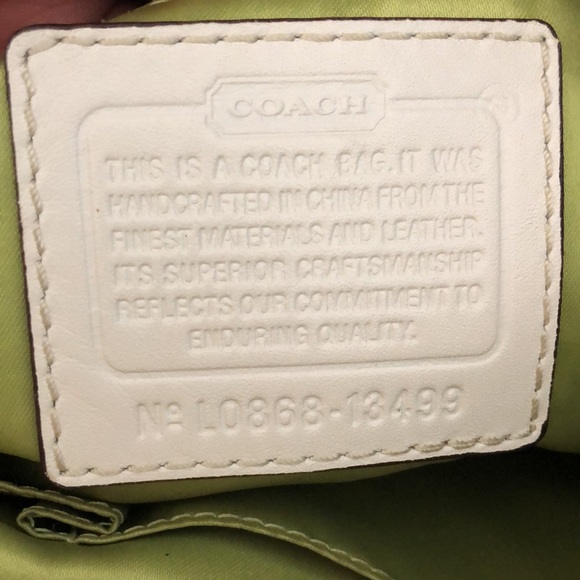 COACH
THIS IS A COACH BAG. IT WAS
HANDCRAFTED IN CHINA FROM THE
FINEST MATERIALS AND LEATHER.
ITS SUPERIOR CRAFTSMANSHIP
REFLECTS OUR COMMITMENT TO
ENDURING QUALITY.
Nº L0868-13499